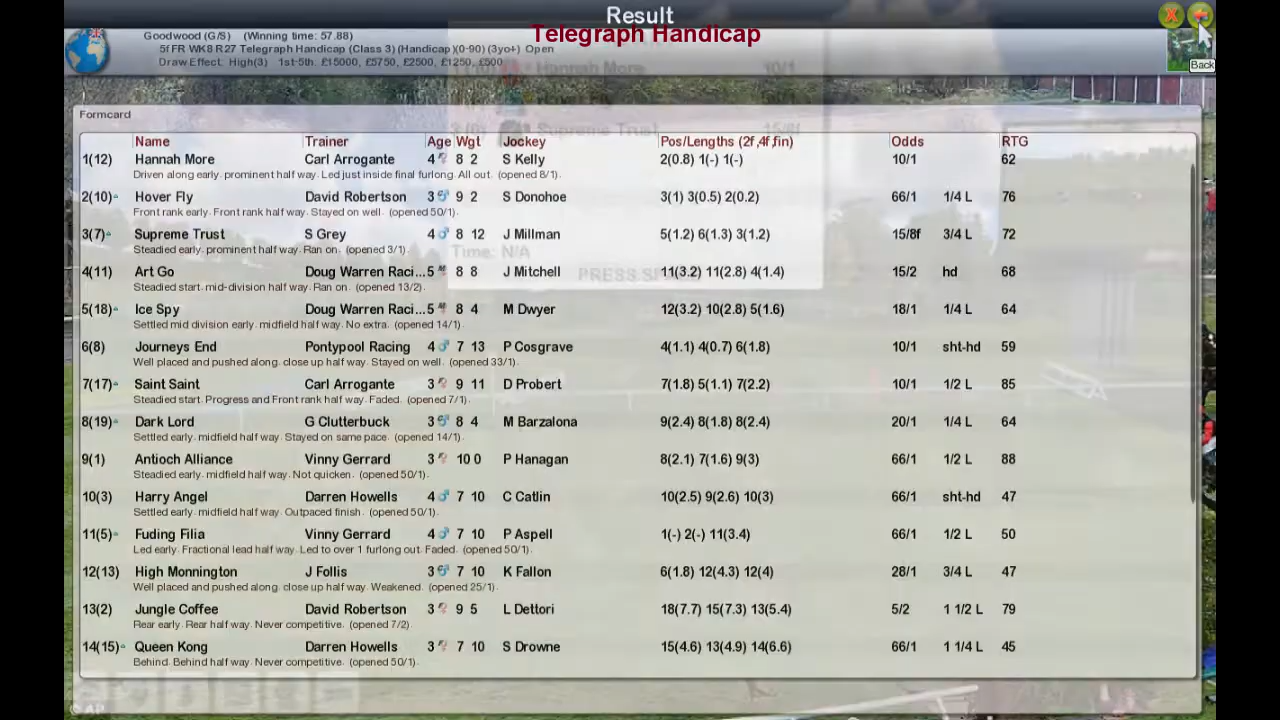 Result
Telegraph Handicap
Goodwood (G/S) (Winning time: 57.88)
5f FR WK8 R27 Telegraph Handicap (Class 3) (Handicap)(0-90) (3yo+) Open
Draw Effect. High(3) 1st-5th. £15000, £5750, £2500, £1250, £500
Back
Hannah More 10/1
Supreme Trust 15/8f
Time: N/A
Formcard
Name Trainer Age Wgt Jockey Pos/Lengths (2f,4f,fin) Odds RTG
1(12) Hannah More Carl Arrogante 4 8 2 S Kelly 2(0.8) 1(-) 1(-) 10/1 62
Driven along early. prominent half way. Led just inside final furlong. All out. (opened 8/1).
2(10) Hover Fly David Robertson 3 9 2 S Donohoe 3(1) 3(0.5) 2(0.2) 66/1 1/4 L 76
Front rank early. Front rank half way. Stayed on well. (opened 50/1).
3(7) Supreme Trust S Grey 4 8 12 J Millman 5(1.2) 6(1.3) 3(1.2) 15/8f 3/4 L 72
Steadied early. prominent half way. Ran on. (opened 3/1).
4(11) Art Go Doug Warren Raci... 5 8 8 J Mitchell 11(3.2) 11(2.8) 4(1.4) 15/2 hd 68
Steadied start. mid-division half way. Ran on. (opened 13/2).
5(18) Ice Spy Doug Warren Raci... 5 8 4 M Dwyer 12(3.2) 10(2.8) 5(1.6) 18/1 1/4 L 64
Settled mid division early. midfield half way. No extra. (opened 14/1).
6(8) Journeys End Pontypool Racing 4 7 13 P Cosgrave 4(1.1) 4(0.7) 6(1.8) 10/1 sht-hd 59
Well placed and pushed along. close up half way. Stayed on well. (opened 33/1).
7(17) Saint Saint Carl Arrogante 3 9 11 D Probert 7(1.8) 5(1.1) 7(2.2) 10/1 1/2 L 85
Steadied start. Progress and Front rank half way. Faded. (opened 7/1).
8(19) Dark Lord G Clutterbuck 3 8 4 M Barzalona 9(2.4) 8(1.8) 8(2.4) 20/1 1/4 L 64
Settled early. midfield half way. Stayed on same pace. (opened 14/1).
9(1) Antioch Alliance Vinny Gerrard 3 10 0 P Hanagan 8(2.1) 7(1.6) 9(3) 66/1 1/2 L 88
Steadied early. midfield half way. Not quicken. (opened 50/1).
10(3) Harry Angel Darren Howells 4 7 10 C Catlin 10(2.5) 9(2.6) 10(3) 66/1 sht-hd 47
Settled early. midfield half way. Outpaced finish. (opened 50/1).
11(5) Fuding Filia Vinny Gerrard 4 7 10 P Aspell 1(-) 2(-) 11(3.4) 66/1 1/2 L 50
Led early. Fractional lead half way. Led to over 1 furlong out. Faded. (opened 50/1).
12(13) High Monnington J Follis 3 7 10 K Fallon 6(1.8) 12(4.3) 12(4) 28/1 3/4 L 47
Well placed and pushed along. close up half way. Weakened. (opened 25/1).
13(2) Jungle Coffee David Robertson 3 9 5 L Dettori 18(7.7) 15(7.3) 13(5.4) 5/2 1 1/2 L 79
Rear early. Rear half way. Never competitive. (opened 7/2).
14(15) Queen Kong Darren Howells 3 7 10 S Drowne 15(4.6) 13(4.9) 14(6.6) 66/1 1 1/4 L 45
Behind. Behind half way. Never competitive. (opened 50/1).
© AP